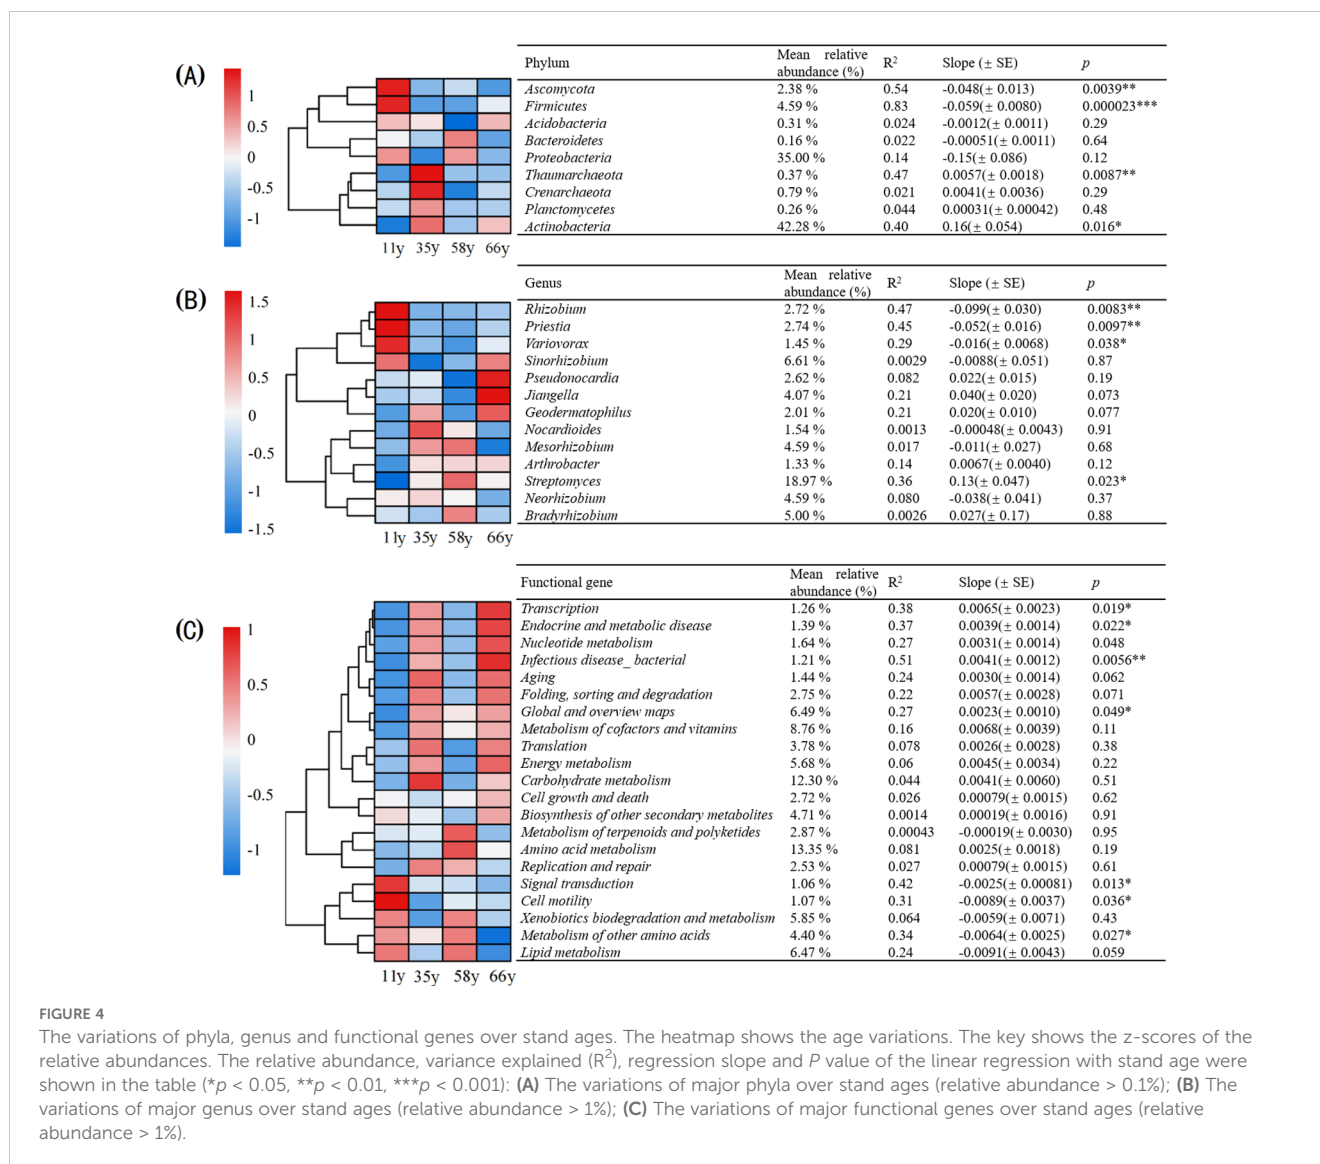 (A)
1
0.5
0
-0.5
-1
11y 35y 58y 66y
Phylum Mean relative abundance (%) R² Slope (± SE) p
Ascomycota 2.38 % 0.54 -0.048(± 0.013) 0.0039**
Firmicutes 4.59 % 0.83 -0.059(± 0.0080) 0.000023***
Acidobacteria 0.31 % 0.024 -0.0012(± 0.0011) 0.29
Bacteroidetes 0.16 % 0.022 -0.00051(± 0.0011) 0.64
Proteobacteria 35.00 % 0.14 -0.15(± 0.086) 0.12
Thaumarchaeota 0.37 % 0.47 0.0057(± 0.0018) 0.0087**
Crenarchaeota 0.79 % 0.021 0.0041(± 0.0036) 0.29
Planctomycetes 0.26 % 0.044 0.00031(± 0.00042) 0.48
Actinobacteria 42.28 % 0.40 0.16(± 0.054) 0.016*
(B)
1.5
1
0.5
0
-0.5
-1
-1.5
11y 35y 58y 66y
Genus Mean relative abundance (%) R² Slope (± SE) p
Rhizobium 2.72 % 0.47 -0.099(± 0.030) 0.0083**
Priestia 2.74 % 0.45 -0.052(± 0.016) 0.0097**
Variovorax 1.45 % 0.29 -0.016(± 0.0068) 0.038*
Sinorhizobium 6.61 % 0.0029 -0.0088(± 0.051) 0.87
Pseudonocardia 2.62 % 0.082 0.022(± 0.015) 0.19
Jiangella 4.07 % 0.21 0.040(± 0.020) 0.073
Geodermatophilus 2.01 % 0.21 0.020(± 0.010) 0.077
Nocardioides 1.54 % 0.0013 -0.00048(± 0.0043) 0.91
Mesorhizobium 4.59 % 0.017 -0.011(± 0.027) 0.68
Arthrobacter 1.33 % 0.14 0.0067(± 0.0040) 0.12
Streptomyces 18.97 % 0.36 0.13(± 0.047) 0.023*
Neorhizobium 4.59 % 0.080 -0.038(± 0.041) 0.37
Bradyrhizobium 5.00 % 0.0026 0.027(± 0.17) 0.88
(C)
1
0.5
0
-0.5
-1
11y 35y 58y 66y
Functional gene Mean relative abundance (%) R² Slope (± SE) p
Transcription 1.26 % 0.38 0.0065(± 0.0023) 0.019*
Endocrine and metabolic disease 1.39 % 0.37 0.0039(± 0.0014) 0.022*
Nucleotide metabolism 1.64 % 0.27 0.0031(± 0.0014) 0.048
Infectious disease_ bacterial 1.21 % 0.51 0.0041(± 0.0012) 0.0056**
Aging 1.44 % 0.24 0.0030(± 0.0014) 0.062
Folding, sorting and degradation 2.75 % 0.22 0.0057(± 0.0028) 0.071
Global and overview maps 6.49 % 0.27 0.0023(± 0.0010) 0.049*
Metabolism of cofactors and vitamins 8.76 % 0.16 0.0068(± 0.0039) 0.11
Translation 3.78 % 0.078 0.0026(± 0.0028) 0.38
Energy metabolism 5.68 % 0.06 0.0045(± 0.0034) 0.22
Carbohydrate metabolism 12.30 % 0.044 0.0041(± 0.0060) 0.51
Cell growth and death 2.72 % 0.026 0.00079(± 0.0015) 0.62
Biosynthesis of other secondary metabolites 4.71 % 0.0014 0.00019(± 0.0016) 0.91
Metabolism of terpenoids and polyketides 2.87 % 0.00043 -0.00019(± 0.0030) 0.95
Amino acid metabolism 13.35 % 0.081 0.0025(± 0.0018) 0.19
Replication and repair 2.53 % 0.027 0.00079(± 0.0015) 0.61
Signal transduction 1.06 % 0.42 -0.0025(± 0.00081) 0.013*
Cell motility 1.07 % 0.31 -0.0089(± 0.0037) 0.036*
Xenobiotics biodegradation and metabolism 5.85 % 0.064 -0.0059(± 0.0071) 0.43
Metabolism of other amino acids 4.40 % 0.34 -0.0064(± 0.0025) 0.027*
Lipid metabolism 6.47 % 0.24 -0.0091(± 0.0043) 0.059
FIGURE 4
The variations of phyla, genus and functional genes over stand ages. The heatmap shows the age variations. The key shows the z-scores of the
relative abundances. The relative abundance, variance explained (R²), regression slope and P value of the linear regression with stand age were
shown in the table (*p < 0.05, **p < 0.01, ***p < 0.001): (A) The variations of major phyla over stand ages (relative abundance > 0.1%); (B) The
variations of major genus over stand ages (relative abundance > 1%); (C) The variations of major functional genes over stand ages (relative
abundance > 1%).